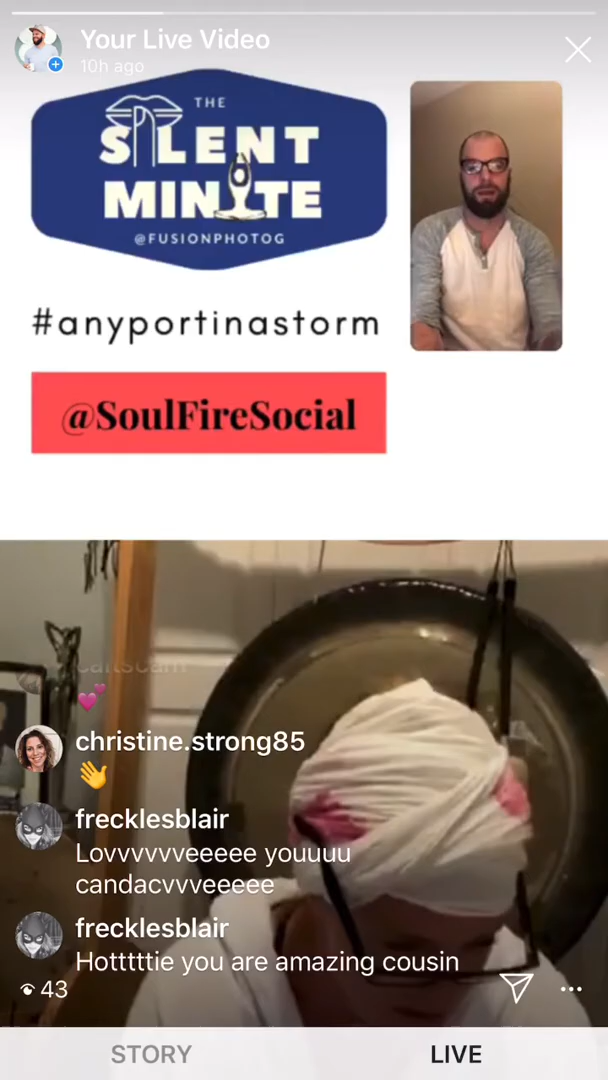 Your Live Video
10h ago
THE
SILENT
MINUTE
@FUSIONPHOTOG
#anyportinastorm
@SoulFireSocial
💕
christine.strong85
👋
frecklesblair
Lovvvvvveeeee youuuu
candacvvveeeee
frecklesblair
Hotttttie you are amazing cousin
43
STORY
LIVE